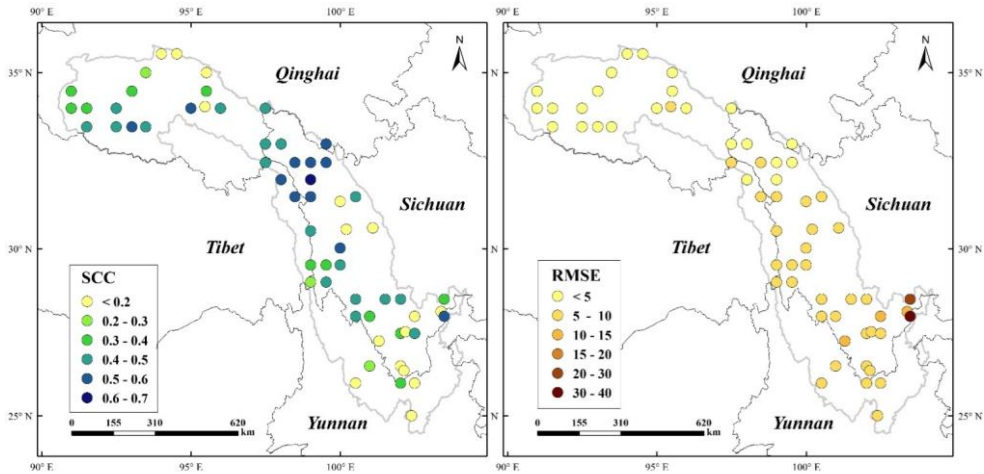 90° E 95° E 100° E
35° N
30° N
25° N
N
Qinghai
Sichuan
Tibet
Yunnan
SCC
< 0.2
0.2 - 0.3
0.3 - 0.4
0.4 - 0.5
0.5 - 0.6
0.6 - 0.7
0 155 310 620
km
90° E 95° E 100° E
90° E 95° E 100° E
N
Qinghai
35° N
Sichuan
30° N
Tibet
RMSE
< 5
5 - 10
10 - 15
15 - 20
20 - 30
30 - 40
25° N
Yunnan
0 155 310 620
km
90° E 95° E 100° E